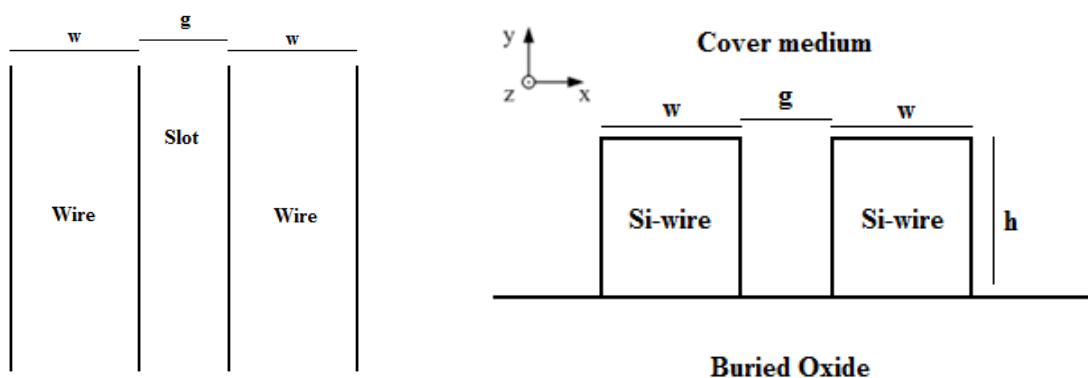 w
g
w
Slot
Wire
Wire
y
z
x
Cover medium
w
g
w
Si-wire
Si-wire
h
Buried Oxide